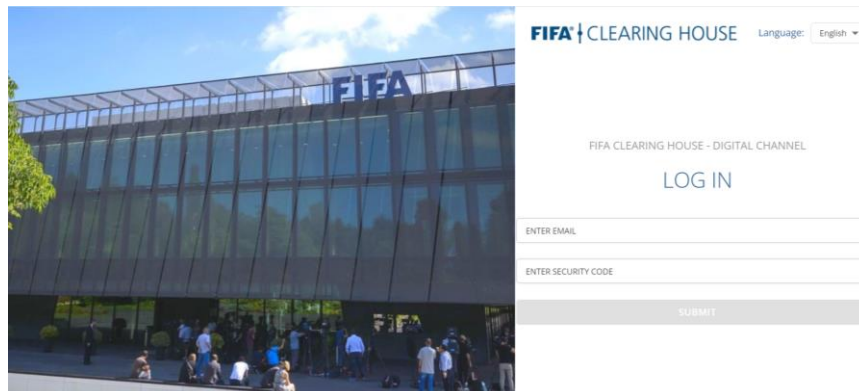 FIFA
FIFA® CLEARING HOUSE Language: English
FIFA CLEARING HOUSE - DIGITAL CHANNEL
LOG IN
ENTER EMAIL
ENTER SECURITY CODE
SUBMIT